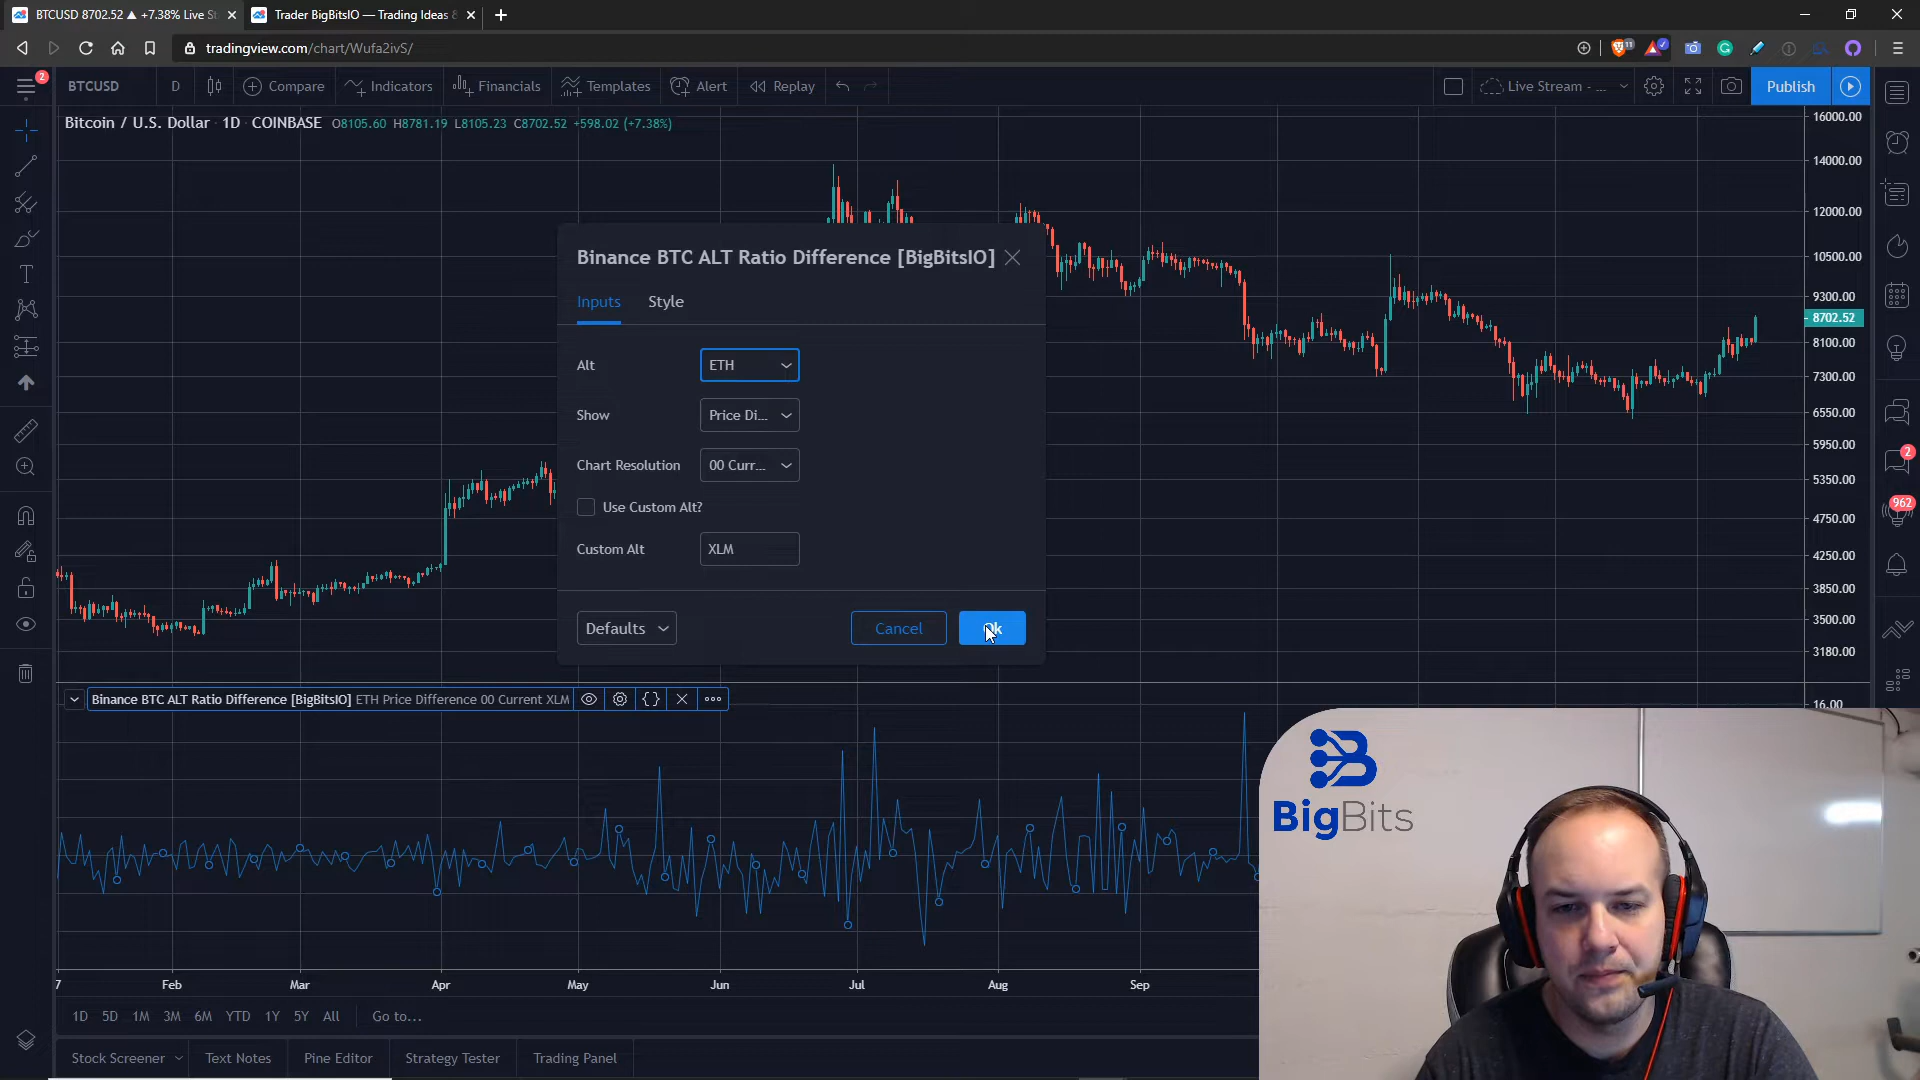 BTCUSD 8702.52 ▲ +7.38% Live St
Trader BigBitsIO — Trading Ideas &
tradingview.com/chart/Wufa2ivS/
11
2
BTCUSD D Compare Indicators Financials Templates Alert Replay Live Stream - ... Publish
Bitcoin / U.S. Dollar 1D COINBASE O8105.60 H8781.19 L8105.23 C8702.52 +598.02 (+7.38%)
16000.00
14000.00
12000.00
10500.00
9300.00
8702.52
8100.00
7300.00
6550.00
5950.00
5350.00
4750.00
4250.00
3850.00
3500.00
3180.00
16.00
2
962
Binance BTC ALT Ratio Difference [BigBitsIO]
Inputs Style
Alt ETH
Show Price Di...
Chart Resolution 00 Curr...
Use Custom Alt?
Custom Alt XLM
Defaults Cancel Ok
Binance BTC ALT Ratio Difference [BigBitsIO] ETH Price Difference 00 Current XLM
BigBits
7 Feb Mar Apr May Jun Jul Aug Sep
1D 5D 1M 3M 6M YTD 1Y 5Y All Go to...
Stock Screener Text Notes Pine Editor Strategy Tester Trading Panel